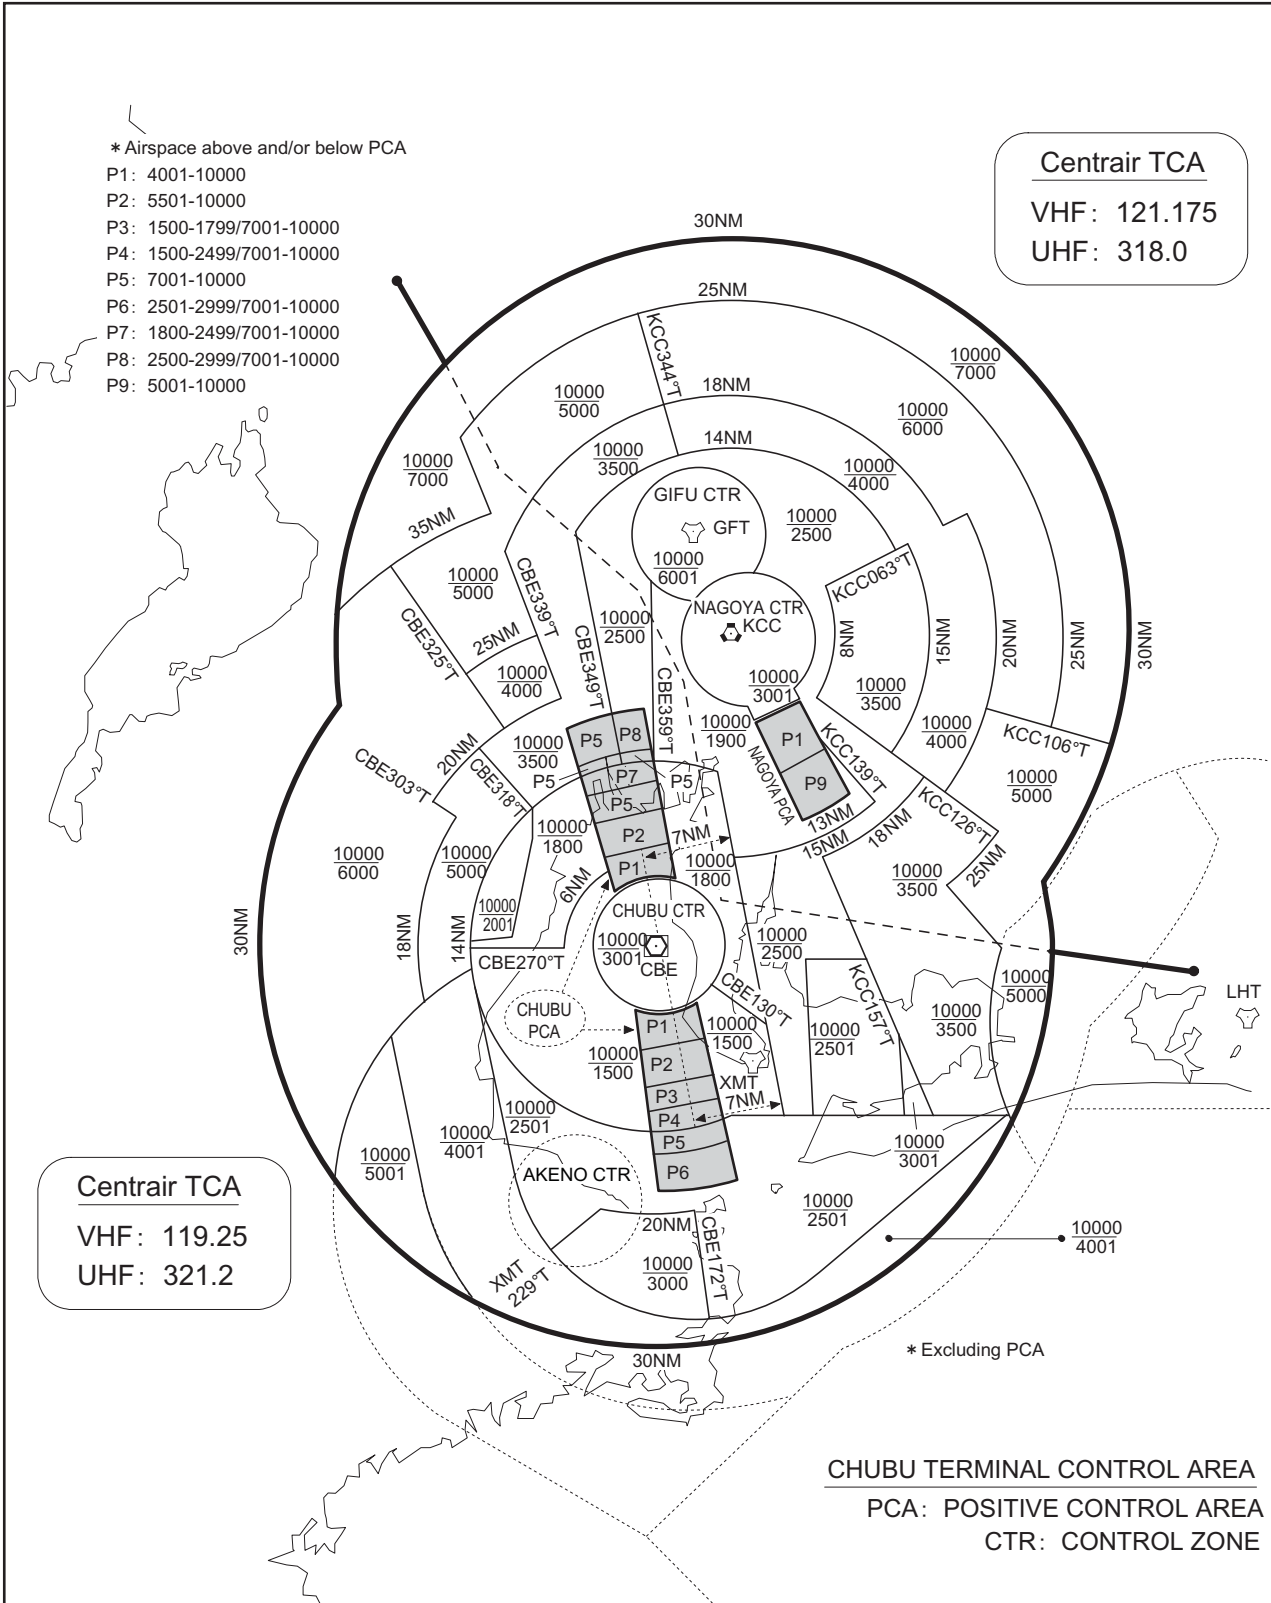 * Airspace above and/or below PCA
P1: 4001-10000
P2: 5501-10000
P3: 1500-1799/7001-10000
P4: 1500-2499/7001-10000
P5: 7001-10000
P6: 2501-2999/7001-10000
P7: 1800-2499/7001-10000
P8: 2500-2999/7001-10000
P9: 5001-10000
Centrair TCA
VHF: 121.175
UHF: 318.0
30NM
25NM
KCC344°T
10000
7000
10000
5000
18NM
10000
6000
14NM
10000
3500
10000
7000
10000
4000
GIFU CTR
GFT
35NM
10000
2500
10000
6001
10000
5000
CBE339°T
KCC063°T
NAGOYA CTR
KCC
10000
2500
CBE325°T
25NM
8NM
15NM
20NM
25NM
30NM
10000
4000
CBE349°T
CBE359°T
10000
3001
10000
3500
10000
1900
10000
4000
KCC106°T
P5
P8
P1
KCC139°T
NAGOYA PCA
20NM
10000
3500
CBE303°T
CBE318°T
P5
P7
P5
P9
10000
5000
P5
13NM
15NM
18NM
KCC126°T
25NM
10000
1800
P2
7NM
10000
6000
10000
5000
P1
10000
1800
10000
3500
6NM
10000
2001
CHUBU CTR
30NM
18NM
14NM
10000
3001
CBE
10000
2500
CBE270°T
CBE130°T
KCC157°T
10000
5000
LHT
CHUBU
PCA
P1
10000
1500
10000
3500
10000
2501
10000
1500
P2
XMT
7NM
P3
P4
P5
P6
10000
2501
10000
4001
10000
5001
10000
3001
AKENO CTR
10000
2501
20NM
CBE172°T
10000
4001
10000
3000
XMT
229°T
Centrair TCA
VHF: 119.25
UHF: 321.2
30NM
* Excluding PCA
CHUBU TERMINAL CONTROL AREA
PCA: POSITIVE CONTROL AREA
CTR: CONTROL ZONE